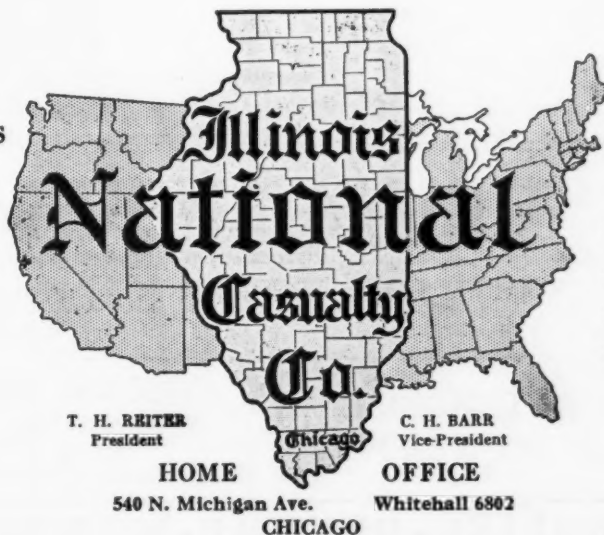 S
Illinois
National
Casualty
Co.
T. H. REITER C. H. BARR
President Chicago Vice-President
HOME OFFICE
540 N. Michigan Ave. Whitehall 6802
CHICAGO